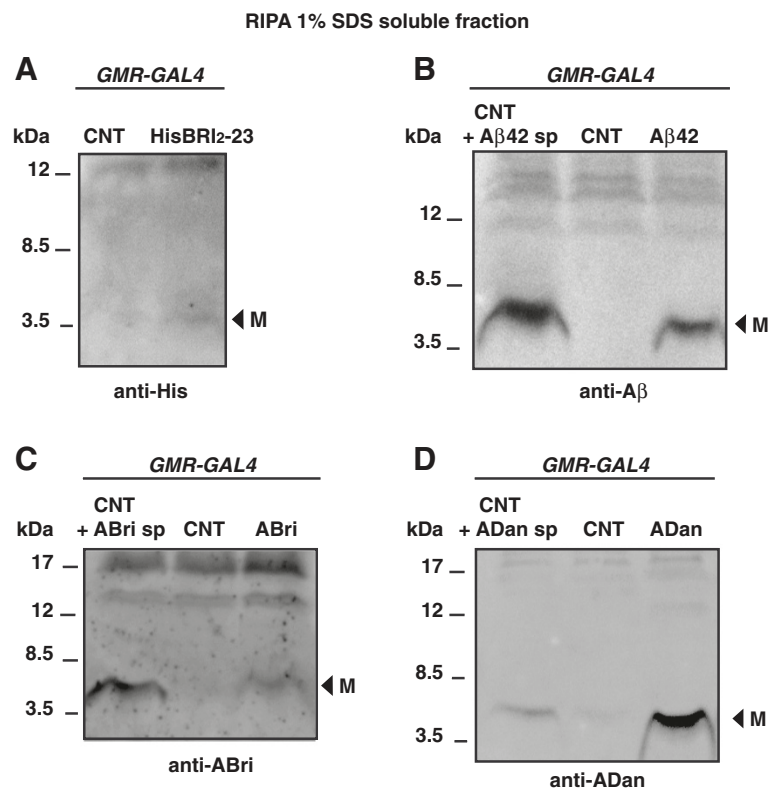 RIPA 1% SDS soluble fraction
A
GMR-GAL4
kDa CNT HisBRI2-23
12
8.5
3.5
M
anti-His
B
GMR-GAL4
CNT
kDa + Aβ42 sp CNT Aβ42
12
8.5
3.5
M
anti-Aβ
C
GMR-GAL4
CNT
kDa + ABri sp CNT ABri
17
12
8.5
3.5
M
anti-ABri
D
GMR-GAL4
CNT
kDa + ADan sp CNT ADan
17
12
8.5
3.5
M
anti-ADan